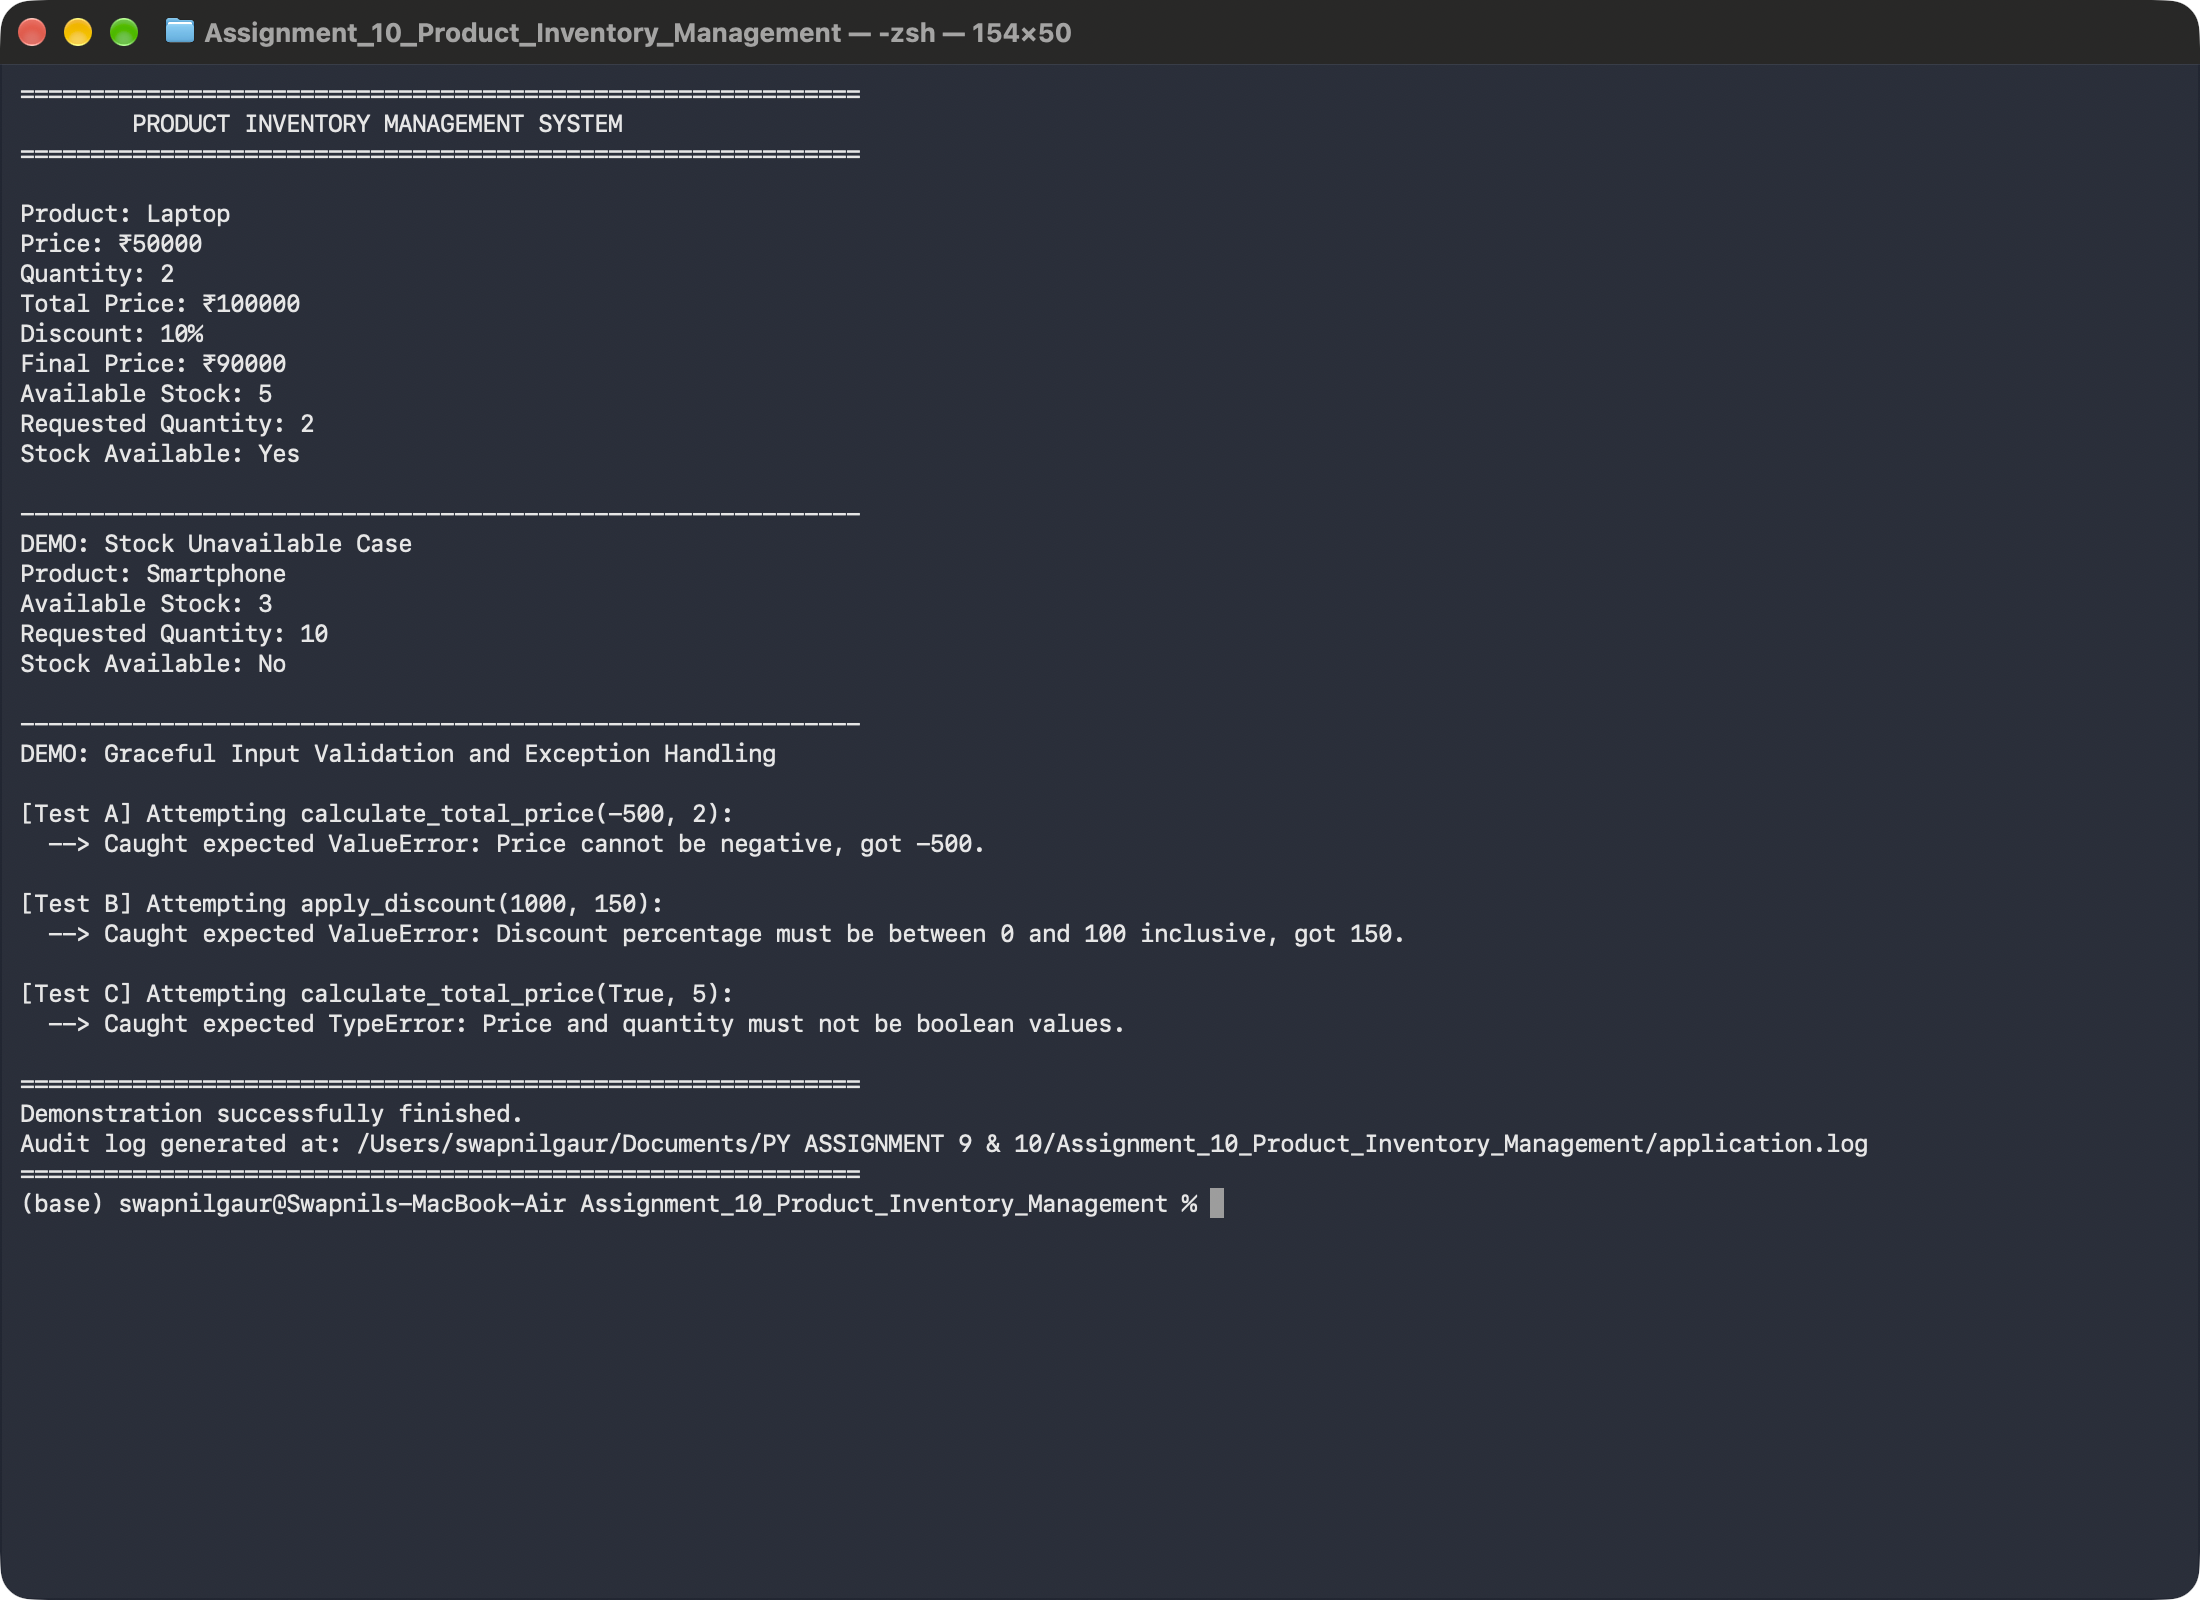 Assignment_10_Product_Inventory_Management — -zsh — 154×50
============================================================
        PRODUCT INVENTORY MANAGEMENT SYSTEM
============================================================
Product: Laptop
Price: ₹50000
Quantity: 2
Total Price: ₹100000
Discount: 10%
Final Price: ₹90000
Available Stock: 5
Requested Quantity: 2
Stock Available: Yes
------------------------------------------------------------
DEMO: Stock Unavailable Case
Product: Smartphone
Available Stock: 3
Requested Quantity: 10
Stock Available: No
------------------------------------------------------------
DEMO: Graceful Input Validation and Exception Handling
[Test A] Attempting calculate_total_price(-500, 2):
  --> Caught expected ValueError: Price cannot be negative, got -500.
[Test B] Attempting apply_discount(1000, 150):
  --> Caught expected ValueError: Discount percentage must be between 0 and 100 inclusive, got 150.
[Test C] Attempting calculate_total_price(True, 5):
  --> Caught expected TypeError: Price and quantity must not be boolean values.
============================================================
Demonstration successfully finished.
Audit log generated at: /Users/swapnilgaur/Documents/PY ASSIGNMENT 9 & 10/Assignment_10_Product_Inventory_Management/application.log
============================================================
(base) swapnilgaur@Swapnils-MacBook-Air Assignment_10_Product_Inventory_Management %